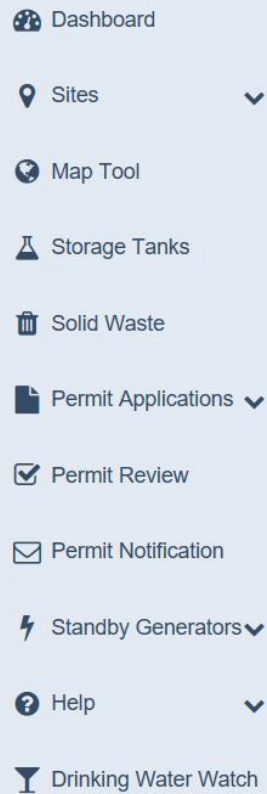 Dashboard
Sites
Map Tool
Storage Tanks
Solid Waste
Permit Applications
Permit Review
Permit Notification
Standby Generators
Help
Drinking Water Watch